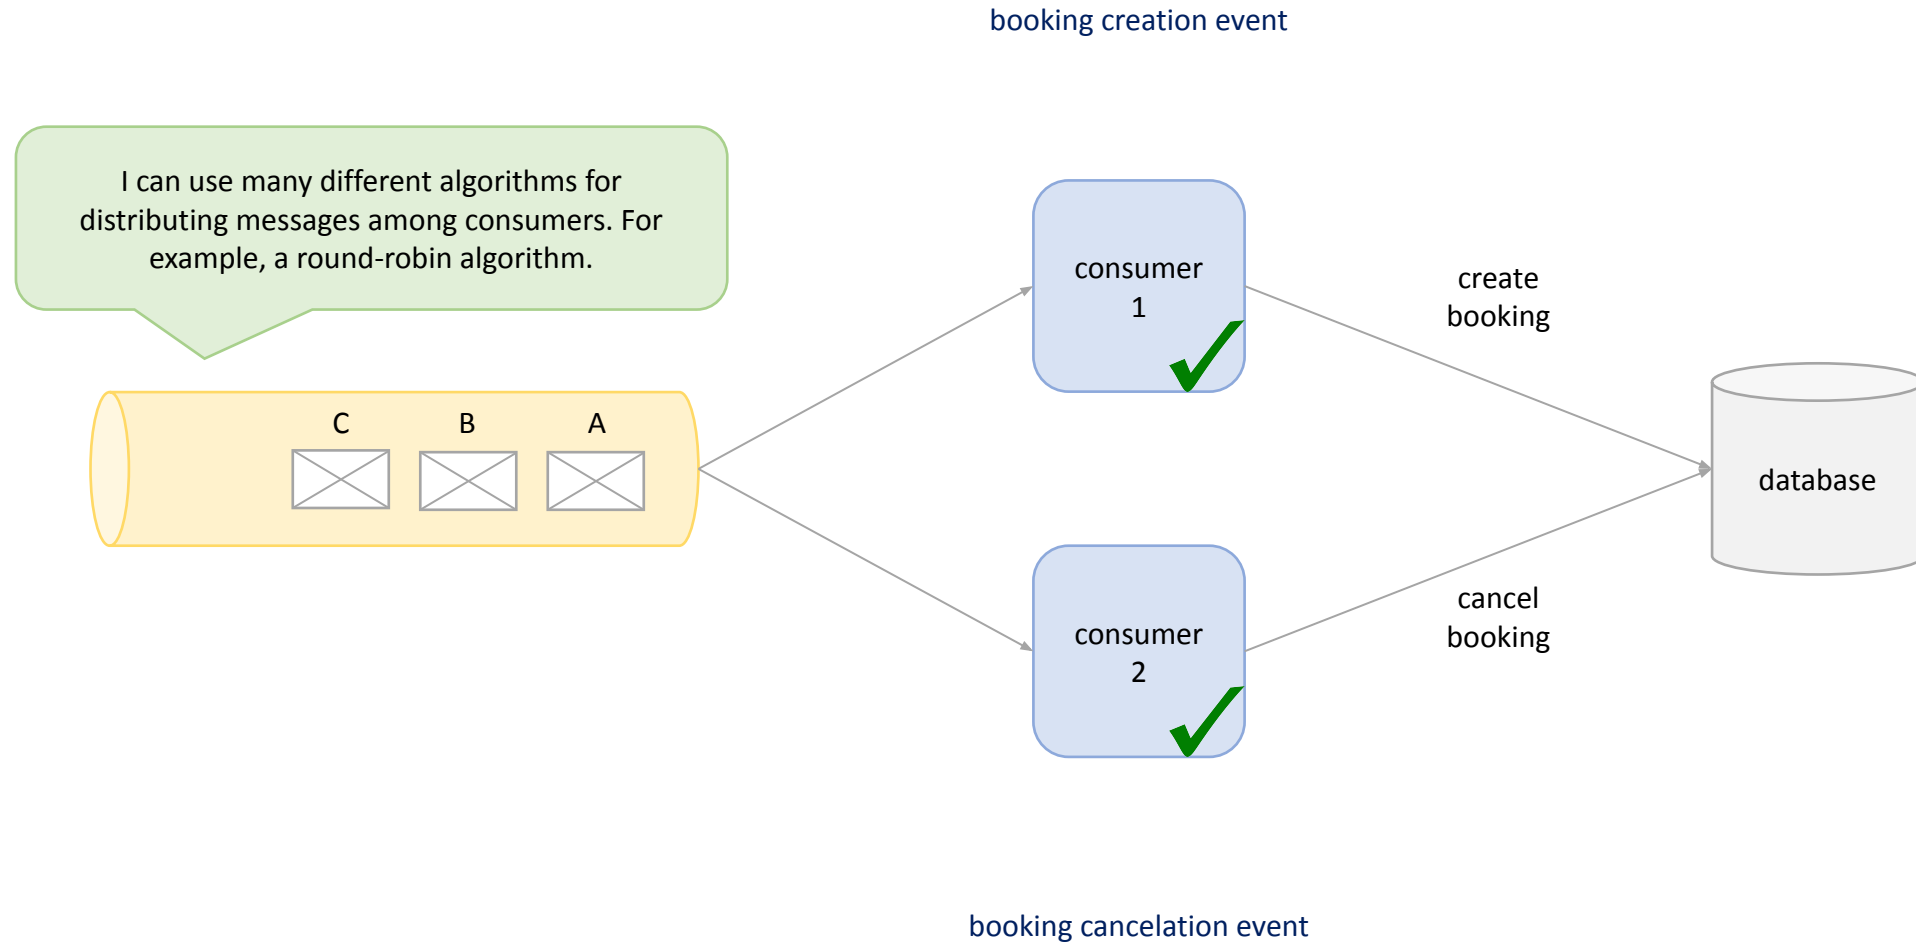 booking creation event
I can use many different algorithms for
distributing messages among consumers. For
example, a round-robin algorithm.
consumer
1
create
booking
C
B
A
database
consumer
2
cancel
booking
booking cancelation event